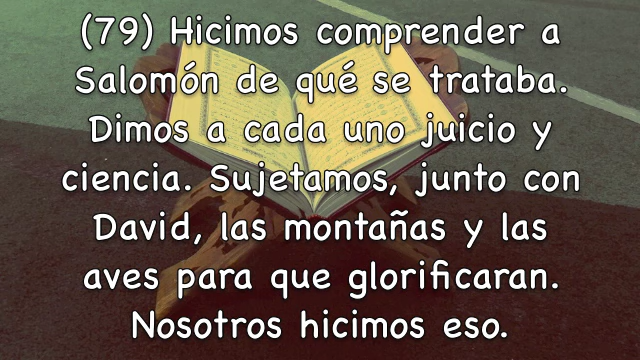 (79) Hicimos comprender a
Salomón de qué se trataba.
Dimos a cada uno juicio y
ciencia. Sujetamos, junto con
David, las montañas y las
aves para que glorificaran.
Nosotros hicimos eso.